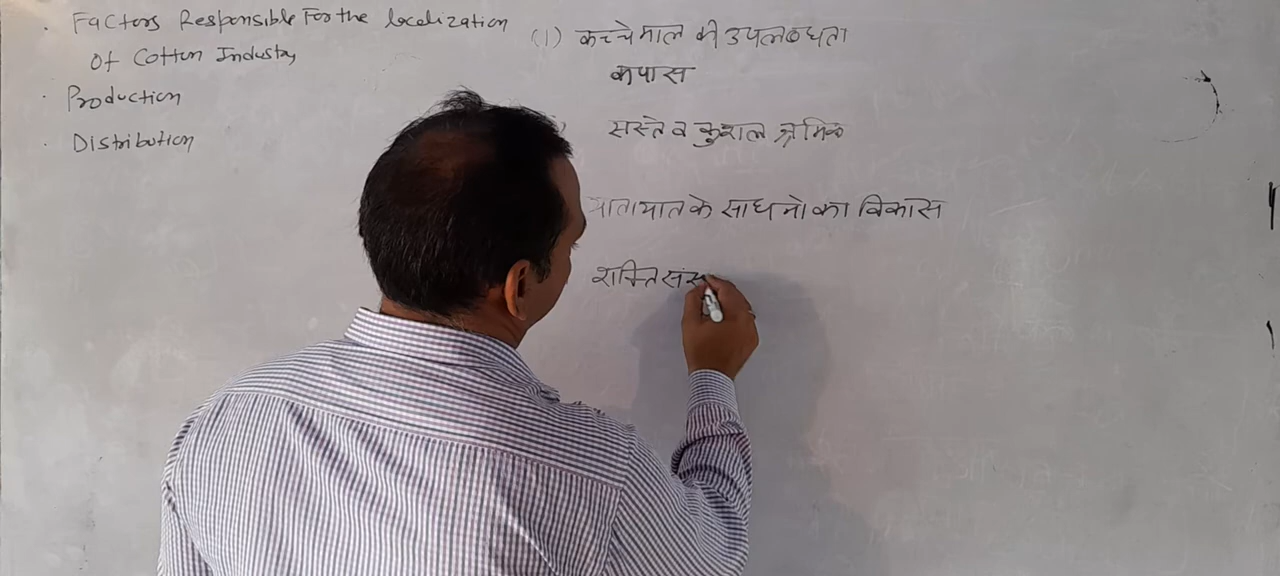 · Factors Responsible For the localization
of Cotton Industry
· Production
· Distribution
(1) कच्चे माल की उपलब्धता
कपास
सस्ते व कुशल श्रमिक
यातायात के साधनो का विकास
शक्ति संस